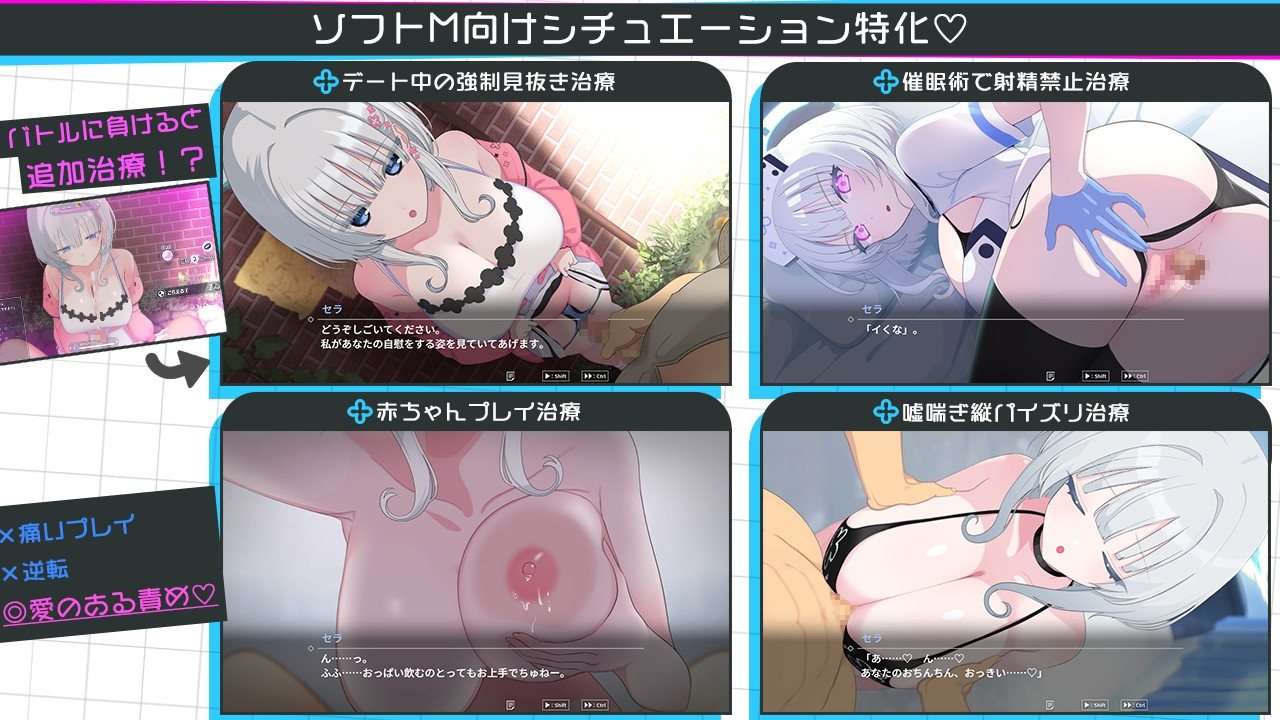 ソフトM向けシチュエーション特化♡
バトルに負けると
追加治療！？
デート中の強制見抜き治療
セラ
どうぞしごいてください。
私があなたの自慰をする姿を見ていてあげます。
▶：Shift
▶▶：Ctrl
催眠術で射精禁止治療
セラ
「イくな」。
▶：Shift
▶▶：Ctrl
×痛いプレイ
×逆転
◎愛のある責め♡
赤ちゃんプレイ治療
セラ
ん……っ。
ふふ……おっぱい飲むのとってもお上手でちゅねー。
▶：Shift
▶▶：Ctrl
嘘喘ぎ縦パイズリ治療
セラ
「あ……♡　ん……♡
あなたのおちんちん、おっきい……♡」
▶：Shift
▶▶：Ctrl